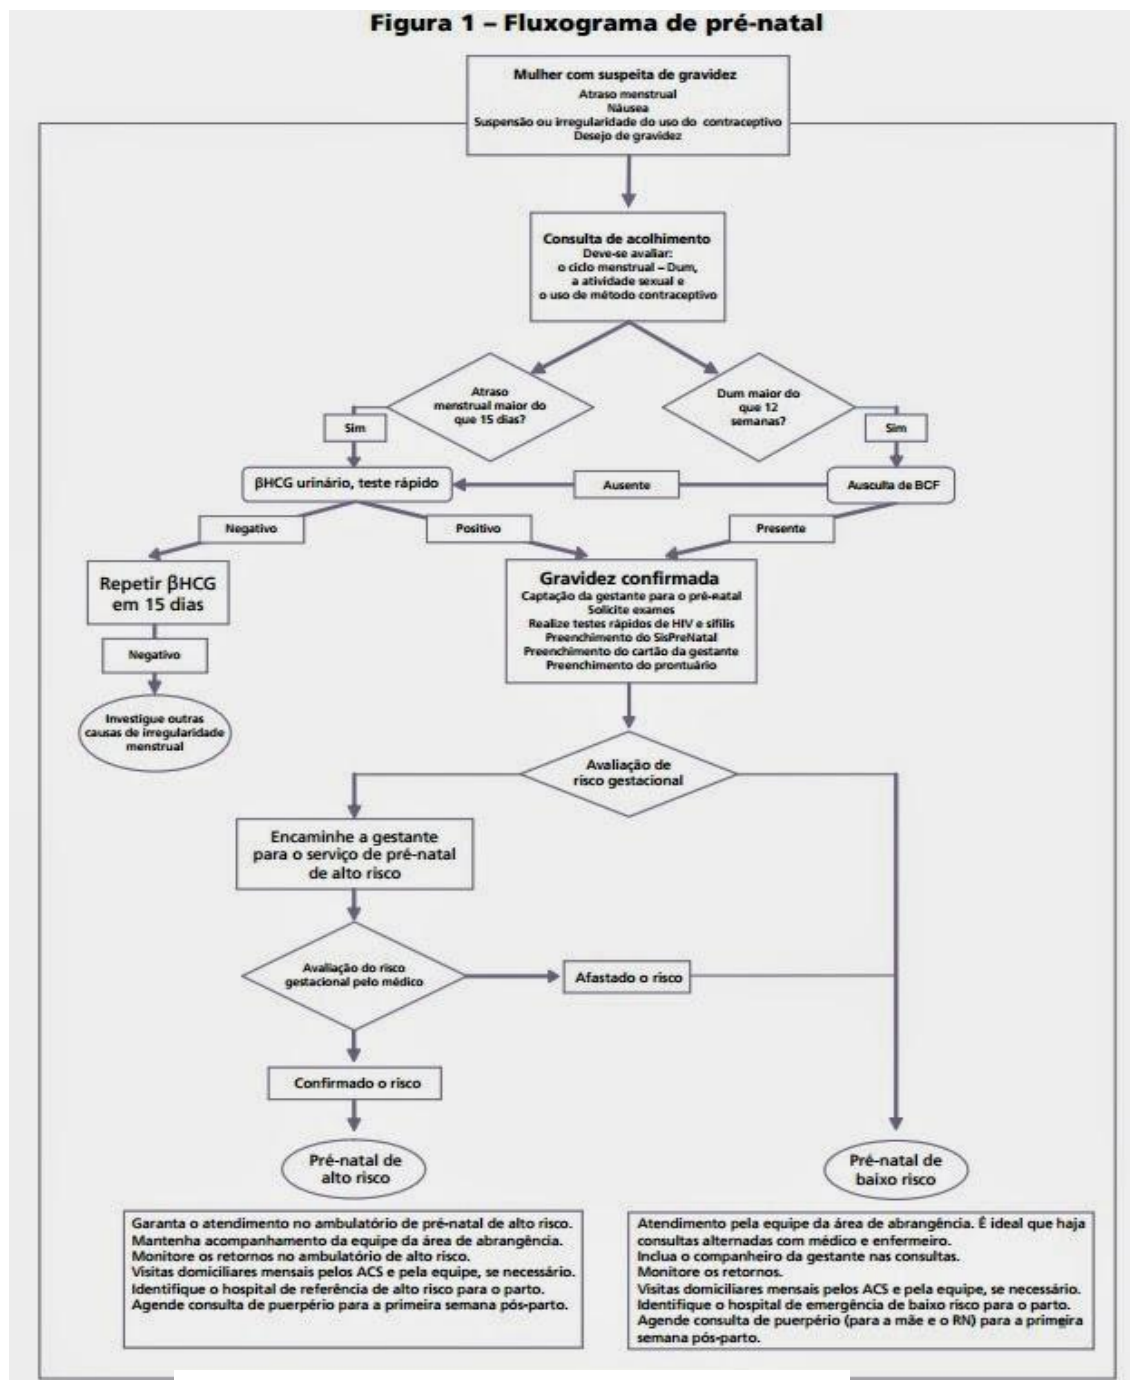 Figura 1 – Fluxograma de pré-natal
Mulher com suspeita de gravidez
Atraso menstrual
Náusea
Suspensão ou irregularidade do uso do contraceptivo
Desejo de gravidez
Consulta de acolhimento
Deve-se avaliar:
o ciclo menstrual – Dum,
a atividade sexual e
o uso de método contraceptivo
Atraso
menstrual maior do
que 15 dias?
Dum maior do
que 12
semanas?
Sim
Sim
βHCG urinário, teste rápido
Ausente
Ausculta de BCF
Negativo
Positivo
Presente
Repetir βHCG
em 15 dias
Gravidez confirmada
Captação da gestante para o pré-natal
Solicite exames
Realize testes rápidos de HIV e sífilis
Preenchimento do SisPreNatal
Preenchimento do cartão da gestante
Preenchimento do prontuário
Negativo
Investigue outras
causas de irregularidade
menstrual
Avaliação de
risco gestacional
Encaminhe a gestante
para o serviço de pré-natal
de alto risco
Avaliação do risco
gestacional pelo médico
Afastado o risco
Confirmado o risco
Pré-natal de
alto risco
Pré-natal de
baixo risco
Garanta o atendimento no ambulatório de pré-natal de alto risco.
Mantenha acompanhamento da equipe da área de abrangência.
Monitore os retornos no ambulatório de alto risco.
Visitas domiciliares mensais pelos ACS e pela equipe, se necessário.
Identifique o hospital de referência de alto risco para o parto.
Agende consulta de puerpério para a primeira semana pós-parto.
Atendimento pela equipe da área de abrangência. É ideal que haja
consultas alternadas com médico e enfermeiro.
Inclua o companheiro da gestante nas consultas.
Monitore os retornos.
Visitas domiciliares mensais pelos ACS e pela equipe, se necessário.
Identifique o hospital de emergência de baixo risco para o parto.
Agende consulta de puerpério (para a mãe e o RN) para a primeira
semana pós-parto.